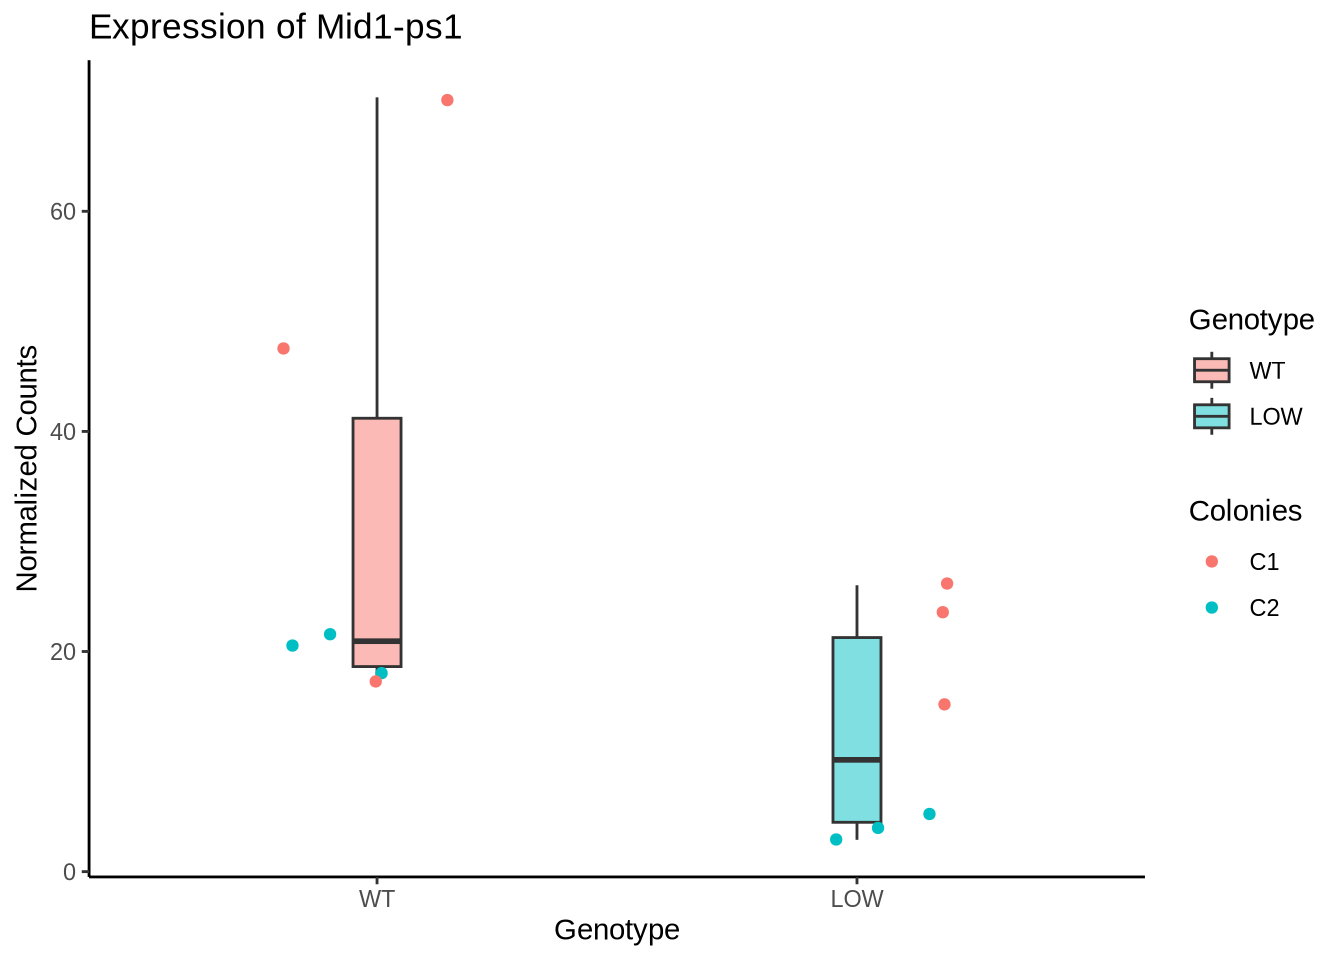 Expression of Mid1-ps1
Normalized Counts
60
40
20
0
WT
LOW
Genotype
Genotype
WT
LOW
Colonies
C1
C2